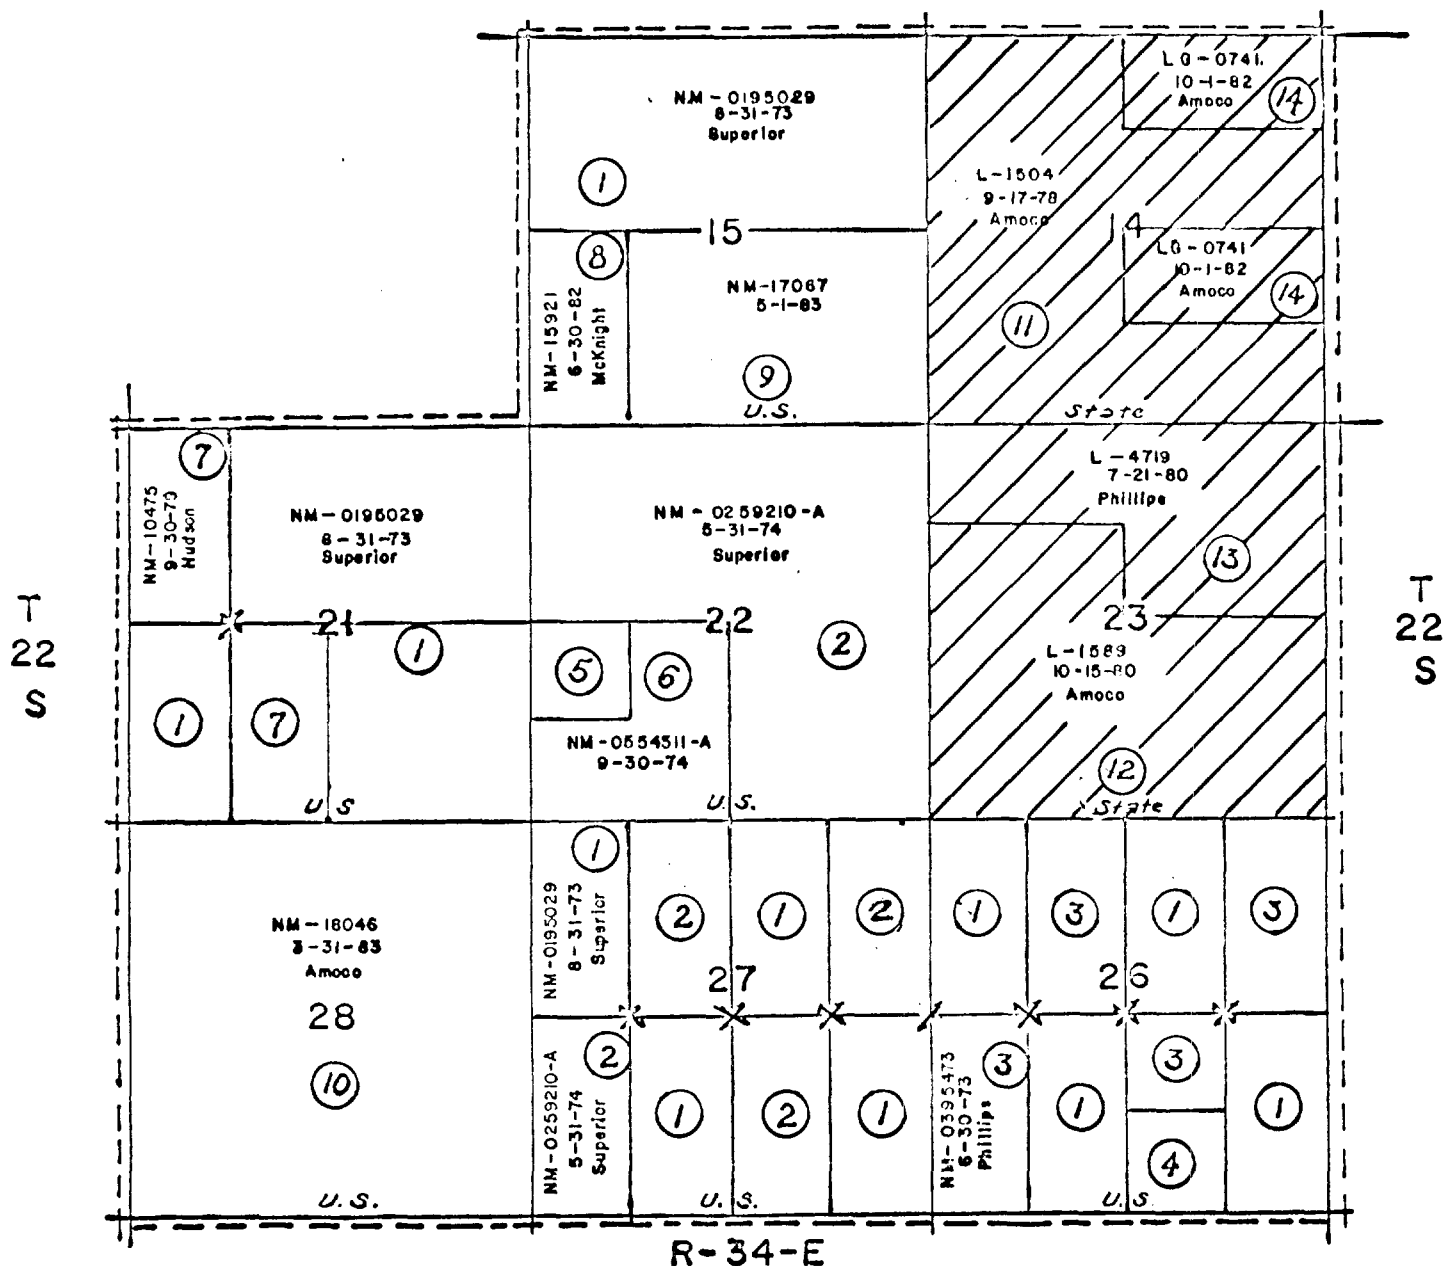 NM-0195029
8-31-73
Superior
1
15
8
NM-15921
6-30-82
McKnight
NM-17067
5-1-83
9
U.S.
LG-0741
10-1-82
Amoco
14
L-1504
9-17-78
Amoco
14
LG-0741
10-1-82
Amoco
14
11
State
7
NM-10475
9-30-79
Hudson
NM-0195029
8-31-73
Superior
21
1
1
7
U S
NM-0259210-A
5-31-74
Superior
22
2
5
6
NM-0554511-A
9-30-74
U.S.
L-4719
7-21-80
Phillips
13
23
L-1589
10-15-80
Amoco
12
State
T
22
S
T
22
S
NM-18046
3-31-83
Amoco
28
10
U.S.
1
NM-0195029
8-31-73
Superior
2
1
2
27
2
NM-0259210-A
5-31-74
Superior
1
2
1
U.S.
1
3
1
3
26
3
NM-0395473
6-30-73
Phillips
1
3
4
1
U.S.
R-34-E